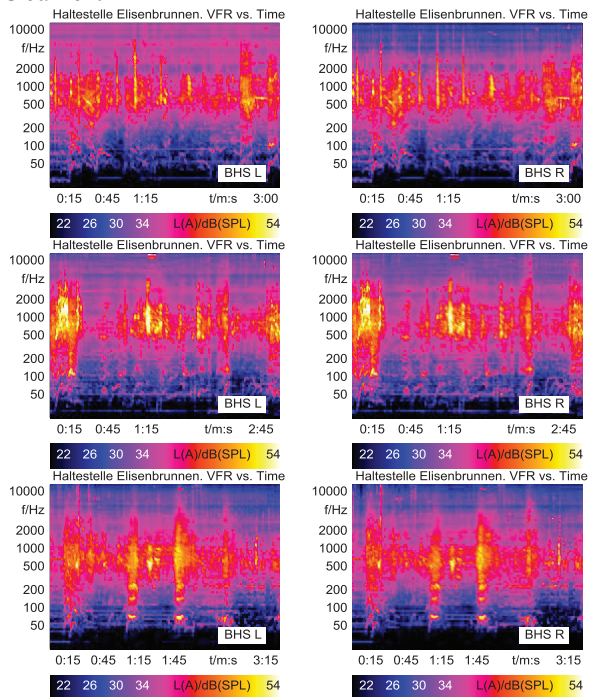 Haltestelle Elisenbrunnen. VFR vs. Time
10000
f/Hz
2000
1000
500
200
100
50
BHS L
0:15 0:45 1:15 t/m:s 3:00
22 26 30 34 L(A)/dB(SPL) 54
Haltestelle Elisenbrunnen. VFR vs. Time
10000
f/Hz
2000
1000
500
200
100
50
BHS R
0:15 0:45 1:15 t/m:s 3:00
22 26 30 34 L(A)/dB(SPL) 54
Haltestelle Elisenbrunnen. VFR vs. Time
10000
f/Hz
2000
1000
500
200
100
50
BHS L
0:15 0:45 1:15 t/m:s 2:45
22 26 30 34 L(A)/dB(SPL) 54
Haltestelle Elisenbrunnen. VFR vs. Time
10000
f/Hz
2000
1000
500
200
100
50
BHS R
0:15 0:45 1:15 t/m:s 2:45
22 26 30 34 L(A)/dB(SPL) 54
Haltestelle Elisenbrunnen. VFR vs. Time
10000
f/Hz
2000
1000
500
200
100
50
BHS L
0:15 0:45 1:15 1:45 t/m:s 3:15
22 26 30 34 L(A)/dB(SPL) 54
Haltestelle Elisenbrunnen. VFR vs. Time
10000
f/Hz
2000
1000
500
200
100
50
BHS R
0:15 0:45 1:15 1:45 t/m:s 3:15
22 26 30 34 L(A)/dB(SPL) 54